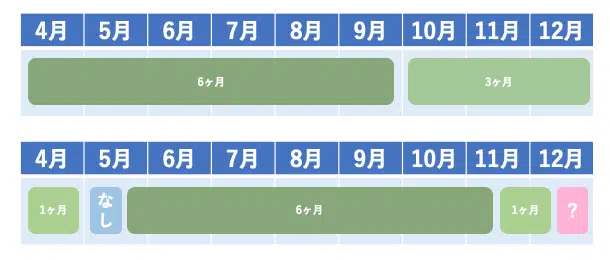 4月 5月 6月 7月 8月 9月 10月 11月 12月
6ヶ月 3ヶ月
4月 5月 6月 7月 8月 9月 10月 11月 12月
1ヶ月 なし 6ヶ月 1ヶ月 ?